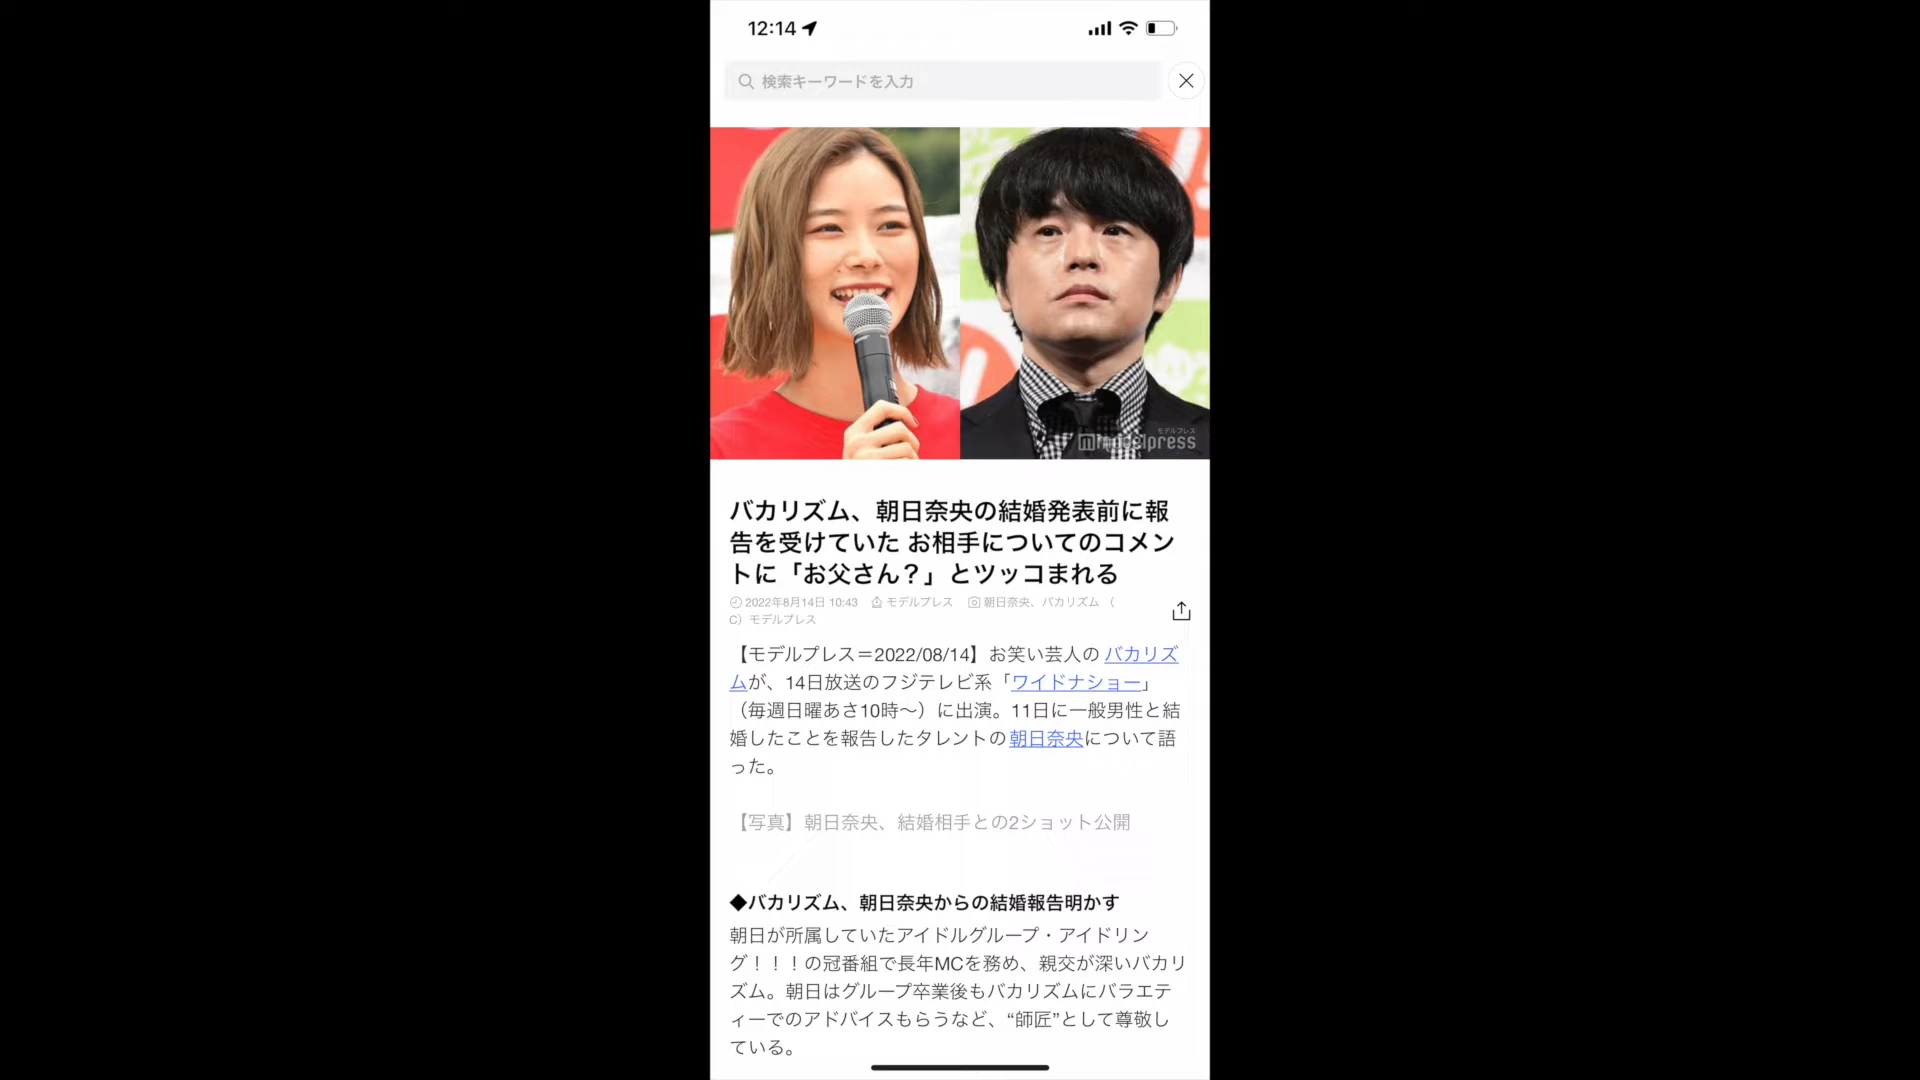 12:14
検索キーワードを入力
モデルプレス
modelpress
バカリズム、朝日奈央の結婚発表前に報
告を受けていた お相手についてのコメン
トに「お父さん？」とツッコまれる
2022年8月14日 10:43 モデルプレス 朝日奈央、バカリズム （
C）モデルプレス
【モデルプレス＝2022/08/14】お笑い芸人の バカリズ
ムが、14日放送のフジテレビ系「ワイドナショー」
（毎週日曜あさ10時〜）に出演。11日に一般男性と結
婚したことを報告したタレントの 朝日奈央について語
った。
【写真】朝日奈央、結婚相手との2ショット公開
◆バカリズム、朝日奈央からの結婚報告明かす
朝日が所属していたアイドルグループ・アイドリン
グ！！！の冠番組で長年MCを務め、親交が深いバカリ
ズム。朝日はグループ卒業後もバカリズムにバラエテ
ィーでのアドバイスもらうなど、“師匠”として尊敬し
ている。